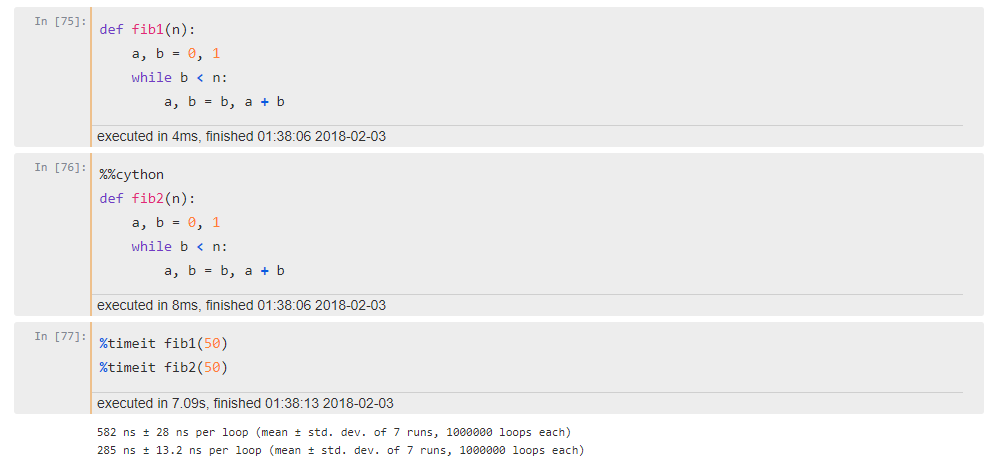 In [75]:
def fib1(n):
    a, b = 0, 1
    while b < n:
        a, b = b, a + b
executed in 4ms, finished 01:38:06 2018-02-03
In [76]:
%%cython
def fib2(n):
    a, b = 0, 1
    while b < n:
        a, b = b, a + b
executed in 8ms, finished 01:38:06 2018-02-03
In [77]:
%timeit fib1(50)
%timeit fib2(50)
executed in 7.09s, finished 01:38:13 2018-02-03
582 ns ± 28 ns per loop (mean ± std. dev. of 7 runs, 1000000 loops each)
285 ns ± 13.2 ns per loop (mean ± std. dev. of 7 runs, 1000000 loops each)